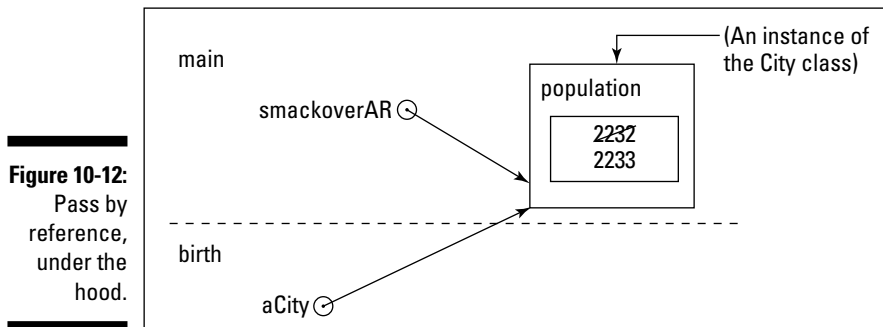 Figure 10-12:
Pass by
reference,
under the
hood.
main
(An instance of
the City class)
population
smackoverAR
2232
2233
birth
aCity